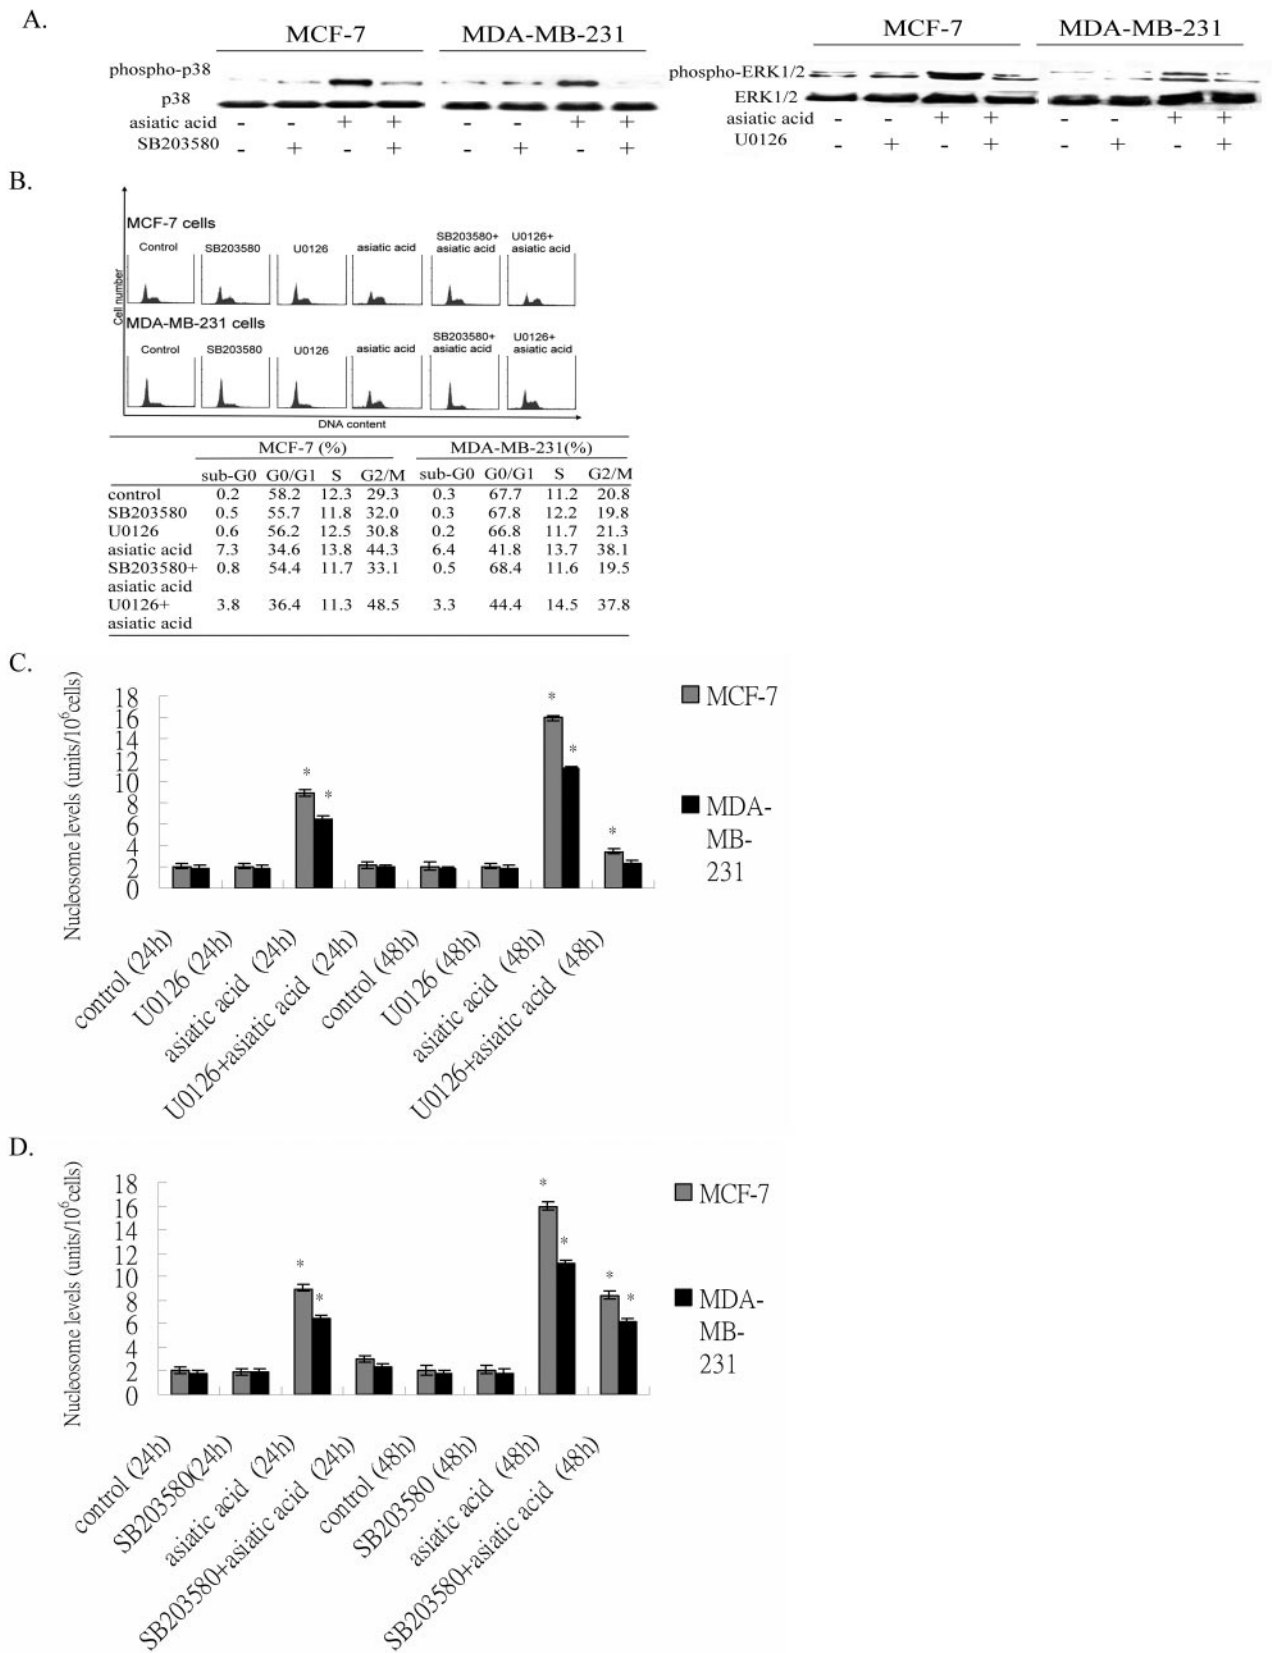 A.
MCF-7 MDA-MB-231
phospho-p38
p38
asiatic acid - - + + - - + +
SB203580 - + - + - + - +
MCF-7 MDA-MB-231
phospho-ERK1/2
ERK1/2
asiatic acid - - + + - - + +
U0126 - + - + - + - +
B.
Cell number
MCF-7 cells
Control SB203580 U0126 asiatic acid SB203580+ asiatic acid U0126+ asiatic acid
MDA-MB-231 cells
Control SB203580 U0126 asiatic acid SB203580+ asiatic acid U0126+ asiatic acid
DNA content
MCF-7 (%) MDA-MB-231(%)
sub-G0 G0/G1 S G2/M sub-G0 G0/G1 S G2/M
control 0.2 58.2 12.3 29.3 0.3 67.7 11.2 20.8
SB203580 0.5 55.7 11.8 32.0 0.3 67.8 12.2 19.8
U0126 0.6 56.2 12.5 30.8 0.2 66.8 11.7 21.3
asiatic acid 7.3 34.6 13.8 44.3 6.4 41.8 13.7 38.1
SB203580+ 0.8 54.4 11.7 33.1 0.5 68.4 11.6 19.5
asiatic acid
U0126+ 3.8 36.4 11.3 48.5 3.3 44.4 14.5 37.8
asiatic acid
C.
Nucleosome levels (units/10⁶cells)
18
16
14
12
10
8
6
4
2
0
* * * * *
control (24h)
U0126 (24h)
asiatic acid (24h)
U0126+asiatic acid (24h)
control (48h)
U0126 (48h)
asiatic acid (48h)
U0126+asiatic acid (48h)
MCF-7
MDA-
MB-
231
D.
Nucleosome levels (units/10⁶cells)
18
16
14
12
10
8
6
4
2
0
* * * * * *
control (24h)
SB203580(24h)
asiatic acid (24h)
SB203580+asiatic acid (24h)
control (48h)
SB203580 (48h)
asiatic acid (48h)
SB203580+asiatic acid (48h)
MCF-7
MDA-
MB-
231